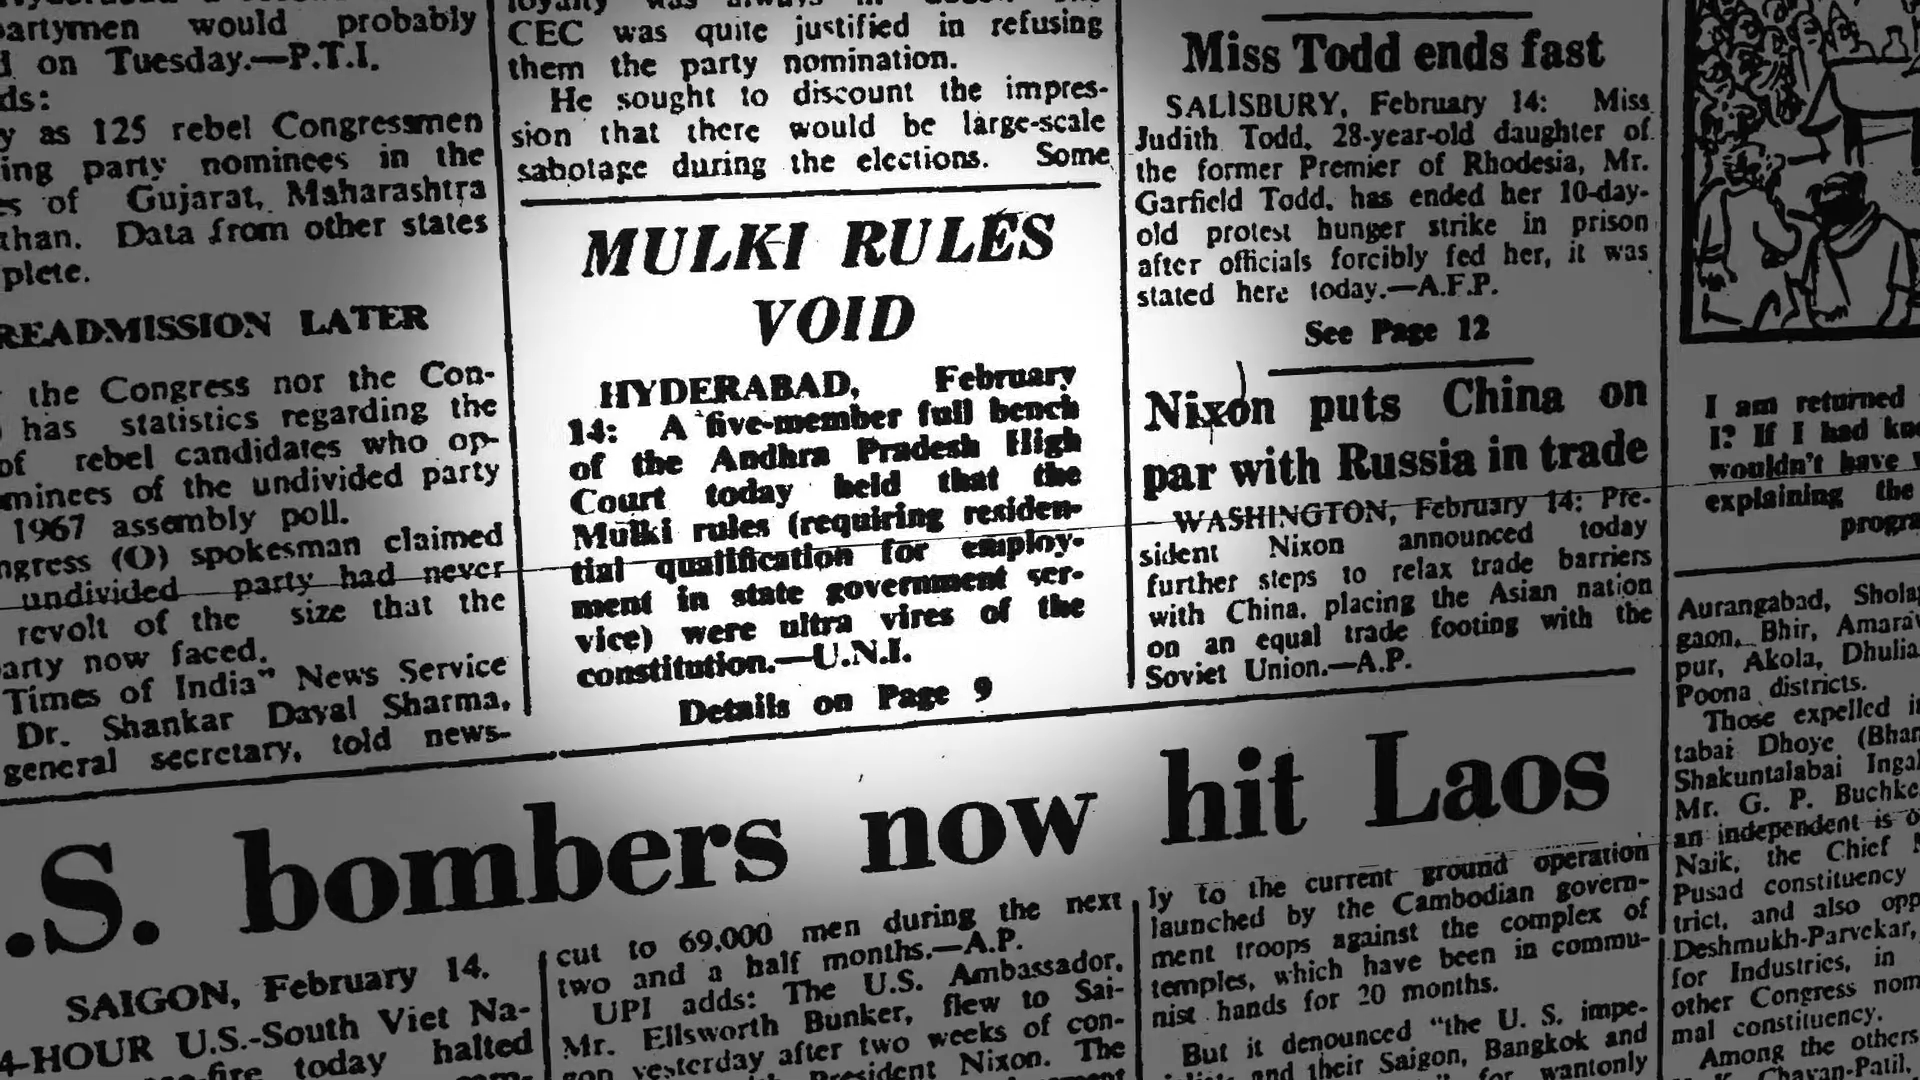 partymen would probably
on Tuesday.—P.T.I.
ds:
y as 125 rebel Congressmen
ing party nominees in the
es of Gujarat, Maharashtra
than. Data from other states
plete.
READMISSION LATER
the Congress nor the Con-
has statistics regarding the
of rebel candidates who op-
minees of the undivided party
1967 assembly poll.
ngress (O) spokesman claimed
undivided party had never
revolt of the size that the
arty now faced.
Times of India" News Service
Dr. Shankar Dayal Sharma,
general secretary, told news-
loyalty was always in
CEC was quite justified in refusing
them the party nomination.
He sought to discount the impres-
sion that there would be large-scale
sabotage during the elections. Some
MULKI RULES
VOID
HYDERABAD, February
14: A five-member full bench
of the Andhra Pradesh High
Court today held that the
Mulki rules (requiring residen-
tial qualification for employ-
ment in state government ser-
vice) were ultra vires of the
constitution.—U.N.I.
Details on Page 9
Miss Todd ends fast
SALISBURY, February 14: Miss
Judith Todd, 28-year-old daughter of
the former Premier of Rhodesia, Mr.
Garfield Todd, has ended her 10-day-
old protest hunger strike in prison
after officials forcibly fed her, it was
stated here today.—A.F.P.
See Page 12
Nixon puts China on
par with Russia in trade
WASHINGTON, February 14: Pre-
sident Nixon announced today
further steps to relax trade barriers
with China, placing the Asian nation
on an equal trade footing with the
Soviet Union.—A.P.
I am returned
I? If I had kn
wouldn't have
explaining the
progra
Aurangabad, Shola
gaon, Bhir, Amarav
pur, Akola, Dhulia
Poona districts.
Those expelled i
tabai Dhoye (Bhan
Shakuntalabai Ingal
Mr. G. P. Buchke
an independent is o
Naik, the Chief
Pusad constituency
trict, and also opp
Deshmukh-Parvekar,
for Industries, in
other Congress nom
mal constituency.
Among the others
Chavan-Patil,
.S. bombers now hit Laos
SAIGON, February 14.
4-HOUR U.S.-South Viet Na-
today halted
cut to 69,000 men during the next
two and a half months.—A.P.
UPI adds: The U.S. Ambassador,
Mr. Ellsworth Bunker, flew to Sai-
gon yesterday after two weeks of con-
President Nixon. The
ly to the current ground operation
launched by the Cambodian govern-
ment troops against the complex of
temples, which have been in commu-
nist hands for 20 months.
But it denounced "the U. S. impe-
and their Saigon, Bangkok and
for wantonly